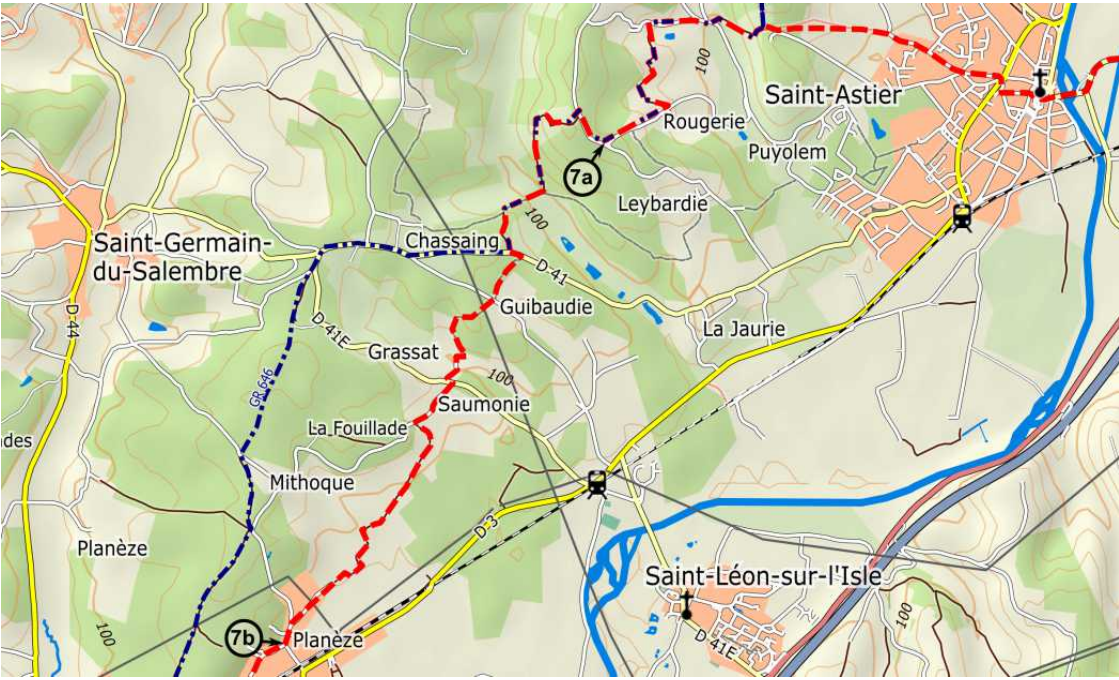 100
Saint-Astier
Rougerie
Puyolem
7a
Leybardie
100
Saint-Germain-
du-Salembre
Chassaing
D-41
Guibaudie
D-44
D-41E
La Jaurie
Grassat
100
GR 646
Saumonie
La Fouillade
Mithoque
D-3
Planèze
Saint-Léon-sur-l'Isle
100
100
7b
Planèze
D 41E